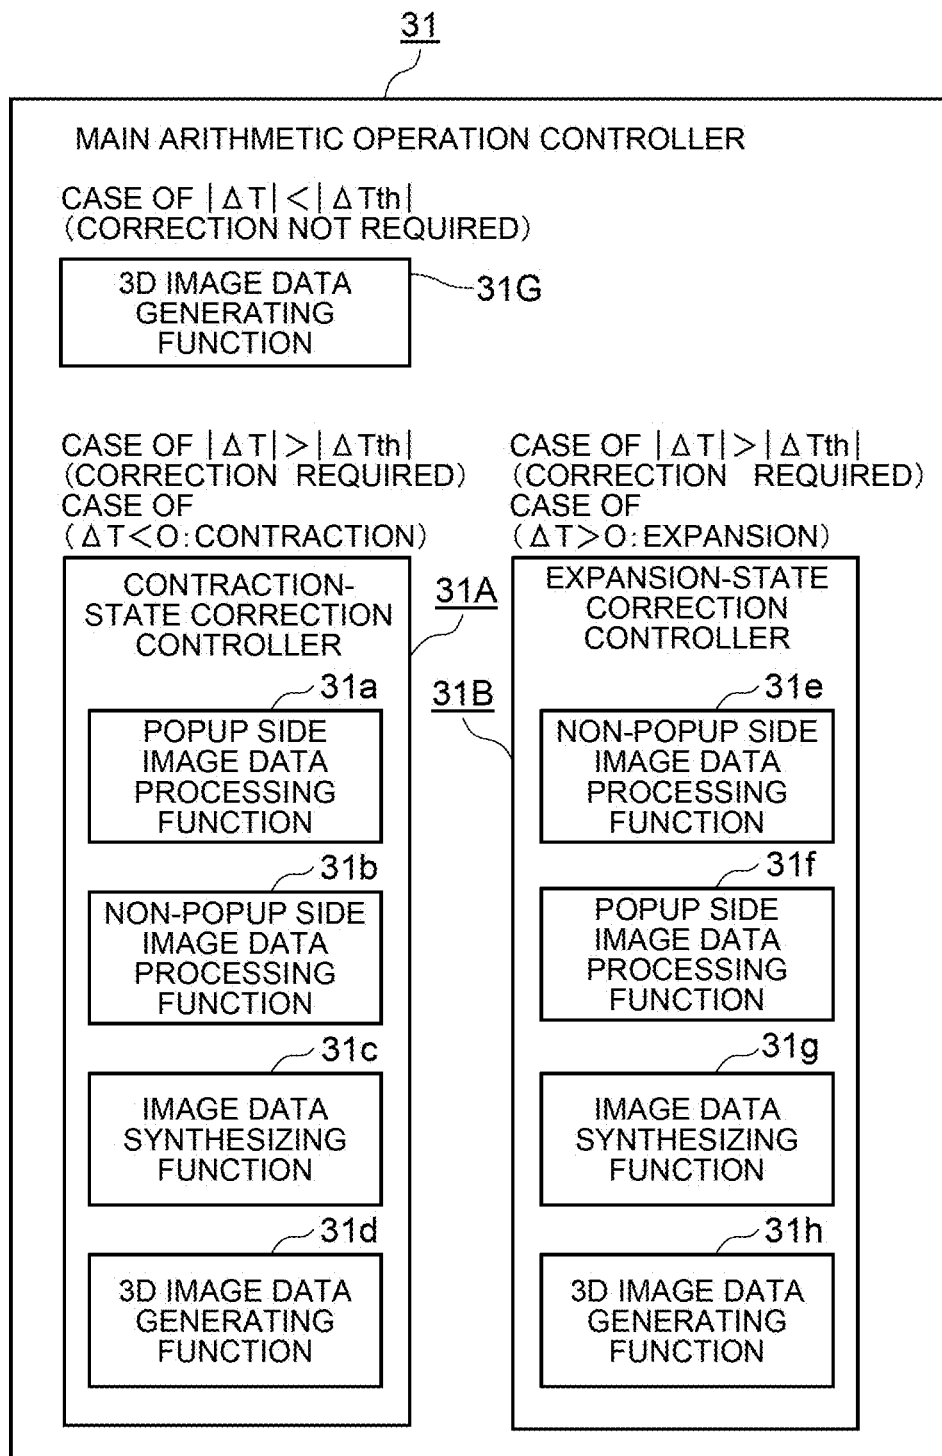 31
MAIN ARITHMETIC OPERATION CONTROLLER
CASE OF |ΔT|<|ΔTth|
(CORRECTION NOT REQUIRED)
3D IMAGE DATA
GENERATING
FUNCTION
31G
CASE OF |ΔT|>|ΔTth|
(CORRECTION REQUIRED)
CASE OF
(ΔT<0:CONTRACTION)
CONTRACTION-
STATE CORRECTION
CONTROLLER
31A
31a
POPUP SIDE
IMAGE DATA
PROCESSING
FUNCTION
31b
NON-POPUP SIDE
IMAGE DATA
PROCESSING
FUNCTION
31c
IMAGE DATA
SYNTHESIZING
FUNCTION
31d
3D IMAGE DATA
GENERATING
FUNCTION
CASE OF |ΔT|>|ΔTth|
(CORRECTION REQUIRED)
CASE OF
(ΔT>0:EXPANSION)
EXPANSION-STATE
CORRECTION
CONTROLLER
31B
31e
NON-POPUP SIDE
IMAGE DATA
PROCESSING
FUNCTION
31f
POPUP SIDE
IMAGE DATA
PROCESSING
FUNCTION
31g
IMAGE DATA
SYNTHESIZING
FUNCTION
31h
3D IMAGE DATA
GENERATING
FUNCTION